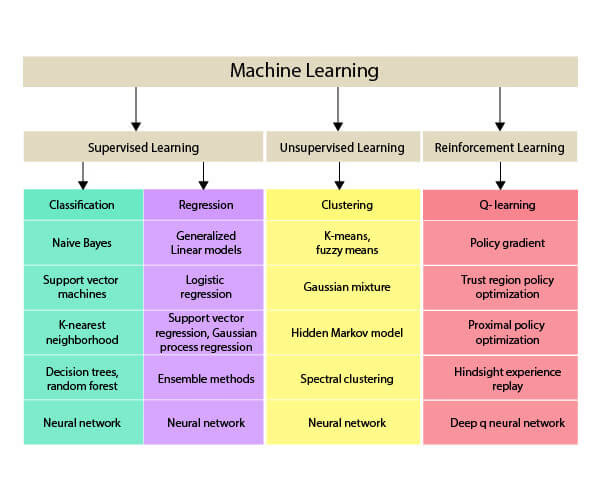 Machine Learning
Supervised Learning
Unsupervised Learning
Reinforcement Learning
Classification
Regression
Clustering
Q- learning
Naive Bayes
Generalized
Linear models
K-means,
fuzzy means
Policy gradient
Support vector
machines
Logistic
regression
Gaussian mixture
Trust region policy
optimization
K-nearest
neighborhood
Support vector
regression, Gaussian
process regression
Hidden Markov model
Proximal policy
optimization
Decision trees,
random forest
Ensemble methods
Spectral clustering
Hindsight experience
replay
Neural network
Neural network
Neural network
Deep q neural network